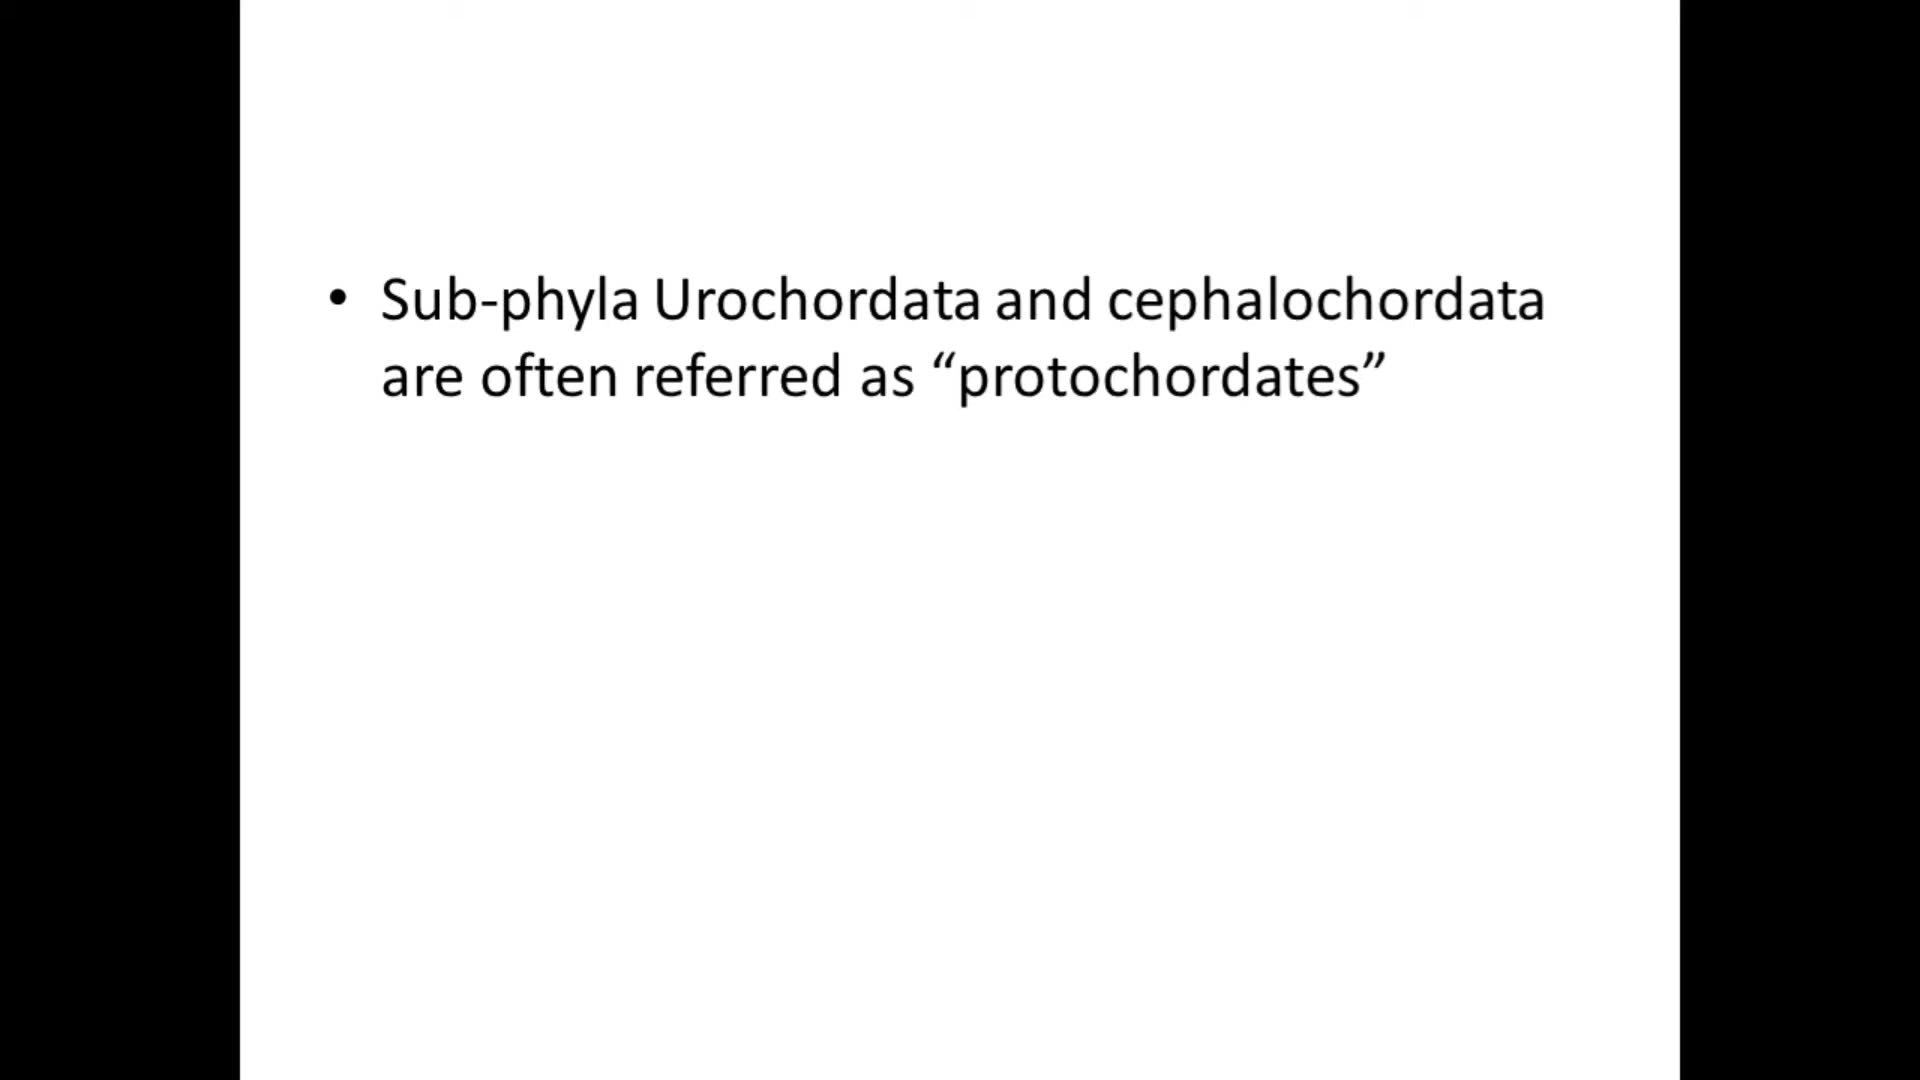 • Sub-phyla Urochordata and cephalochordata
are often referred as “protochordates”